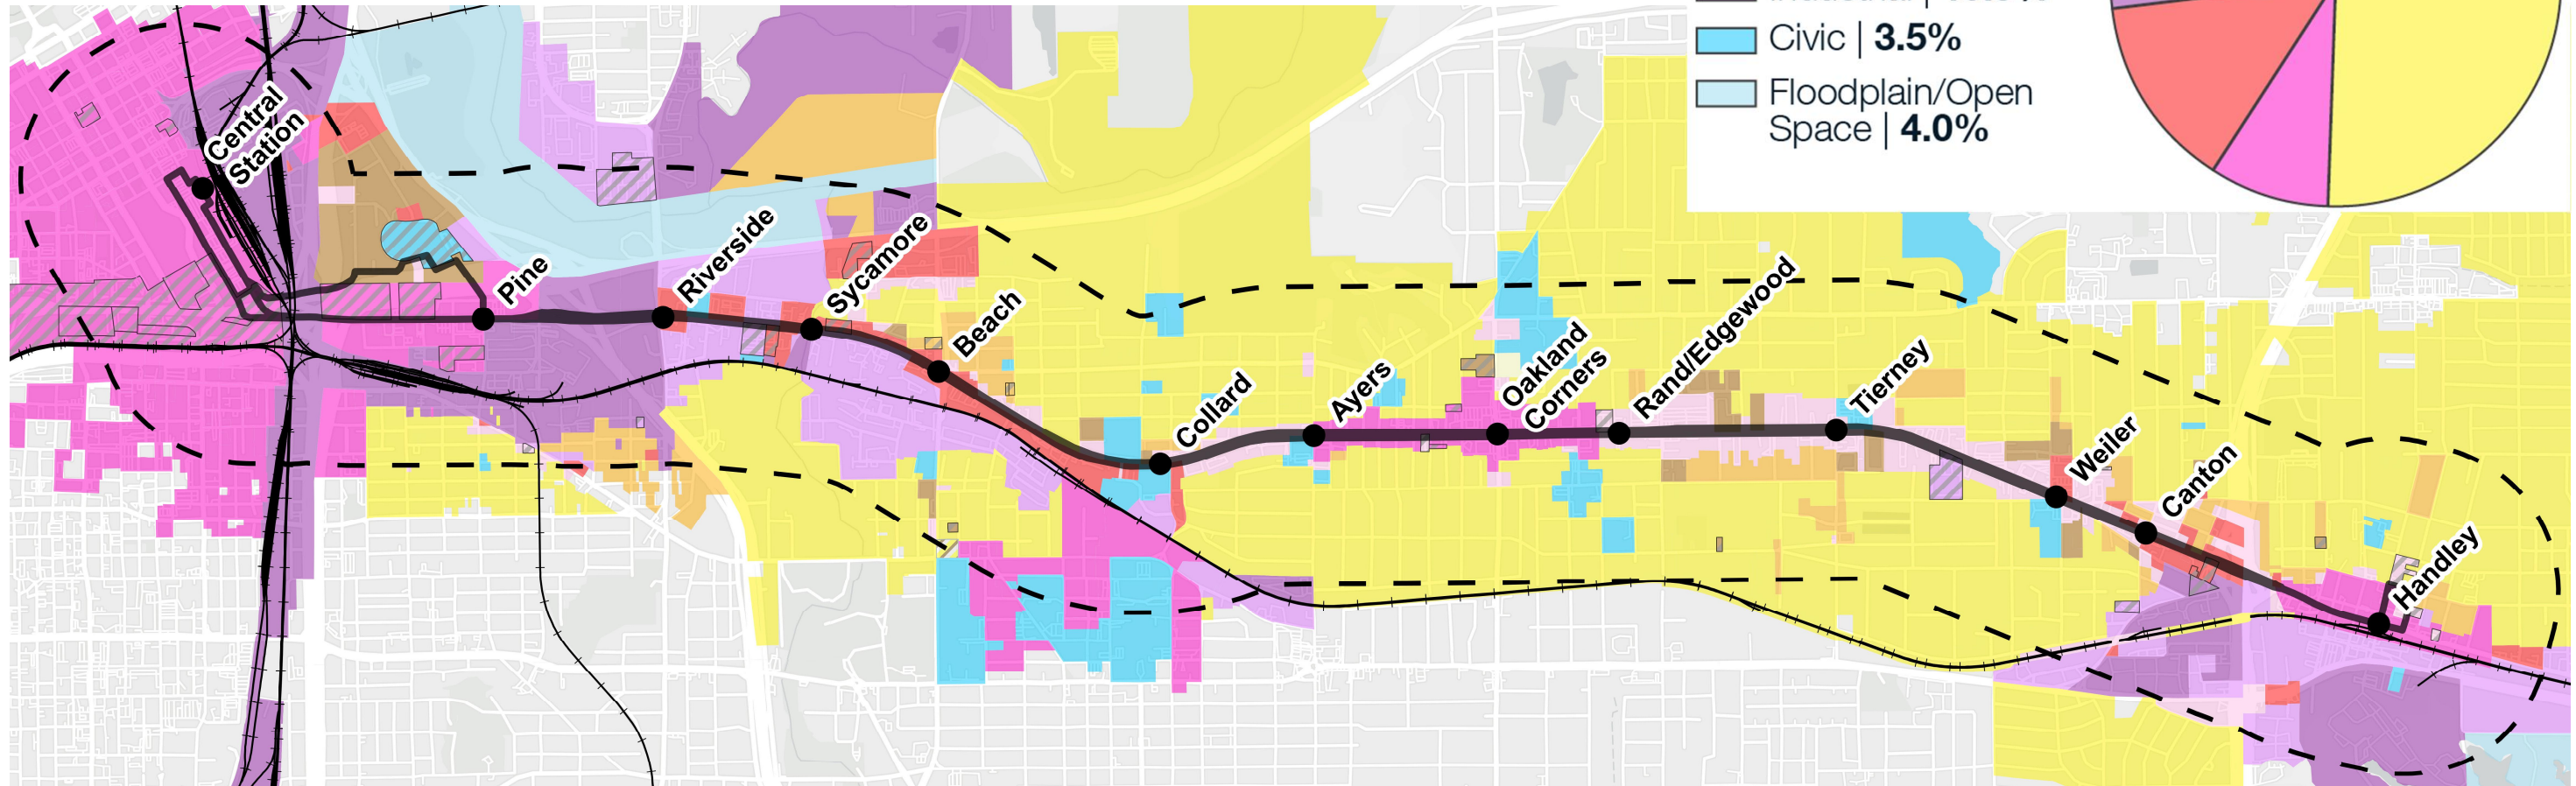 Civic | 3.5%
Floodplain/Open
Space | 4.0%
Central
Station
Pine
Riverside
Sycamore
Beach
Collard
Ayers
Oakland
Corners
Rand/Edgewood
Tierney
Weiler
Canton
Handley